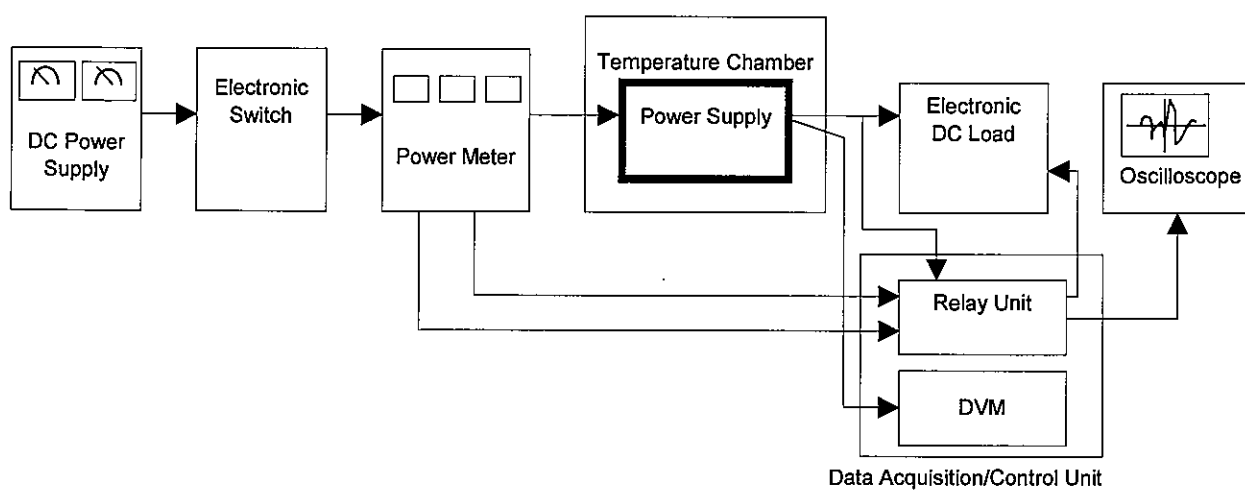 DC Power
Supply
Electronic
Switch
Power Meter
Temperature Chamber
Power Supply
Electronic
DC Load
Oscilloscope
Relay Unit
DVM
Data Acquisition/Control Unit